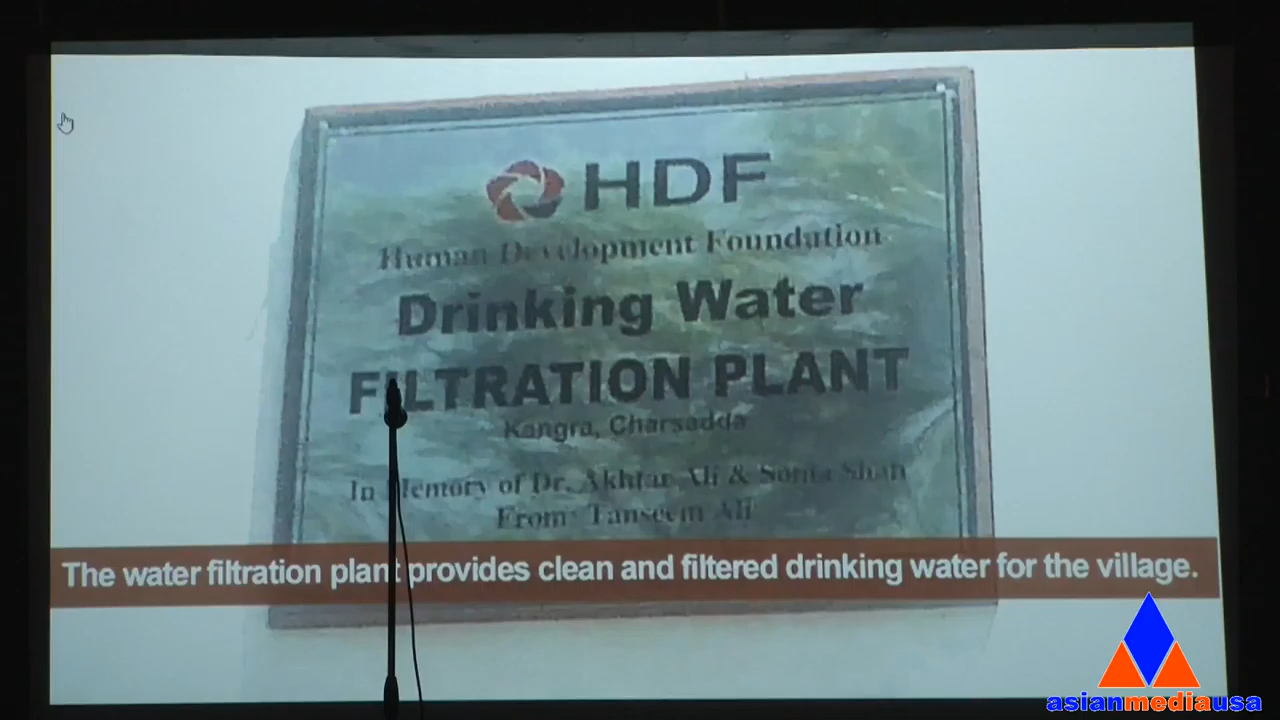 HDF
Human Development Foundation
Drinking Water
FILTRATION PLANT
Kangra, Charsadda
In Memory of Dr. Akhtar Ali & Sonia Shah
From: Tanseem Ali
The water filtration plant provides clean and filtered drinking water for the village.
asianmediausa